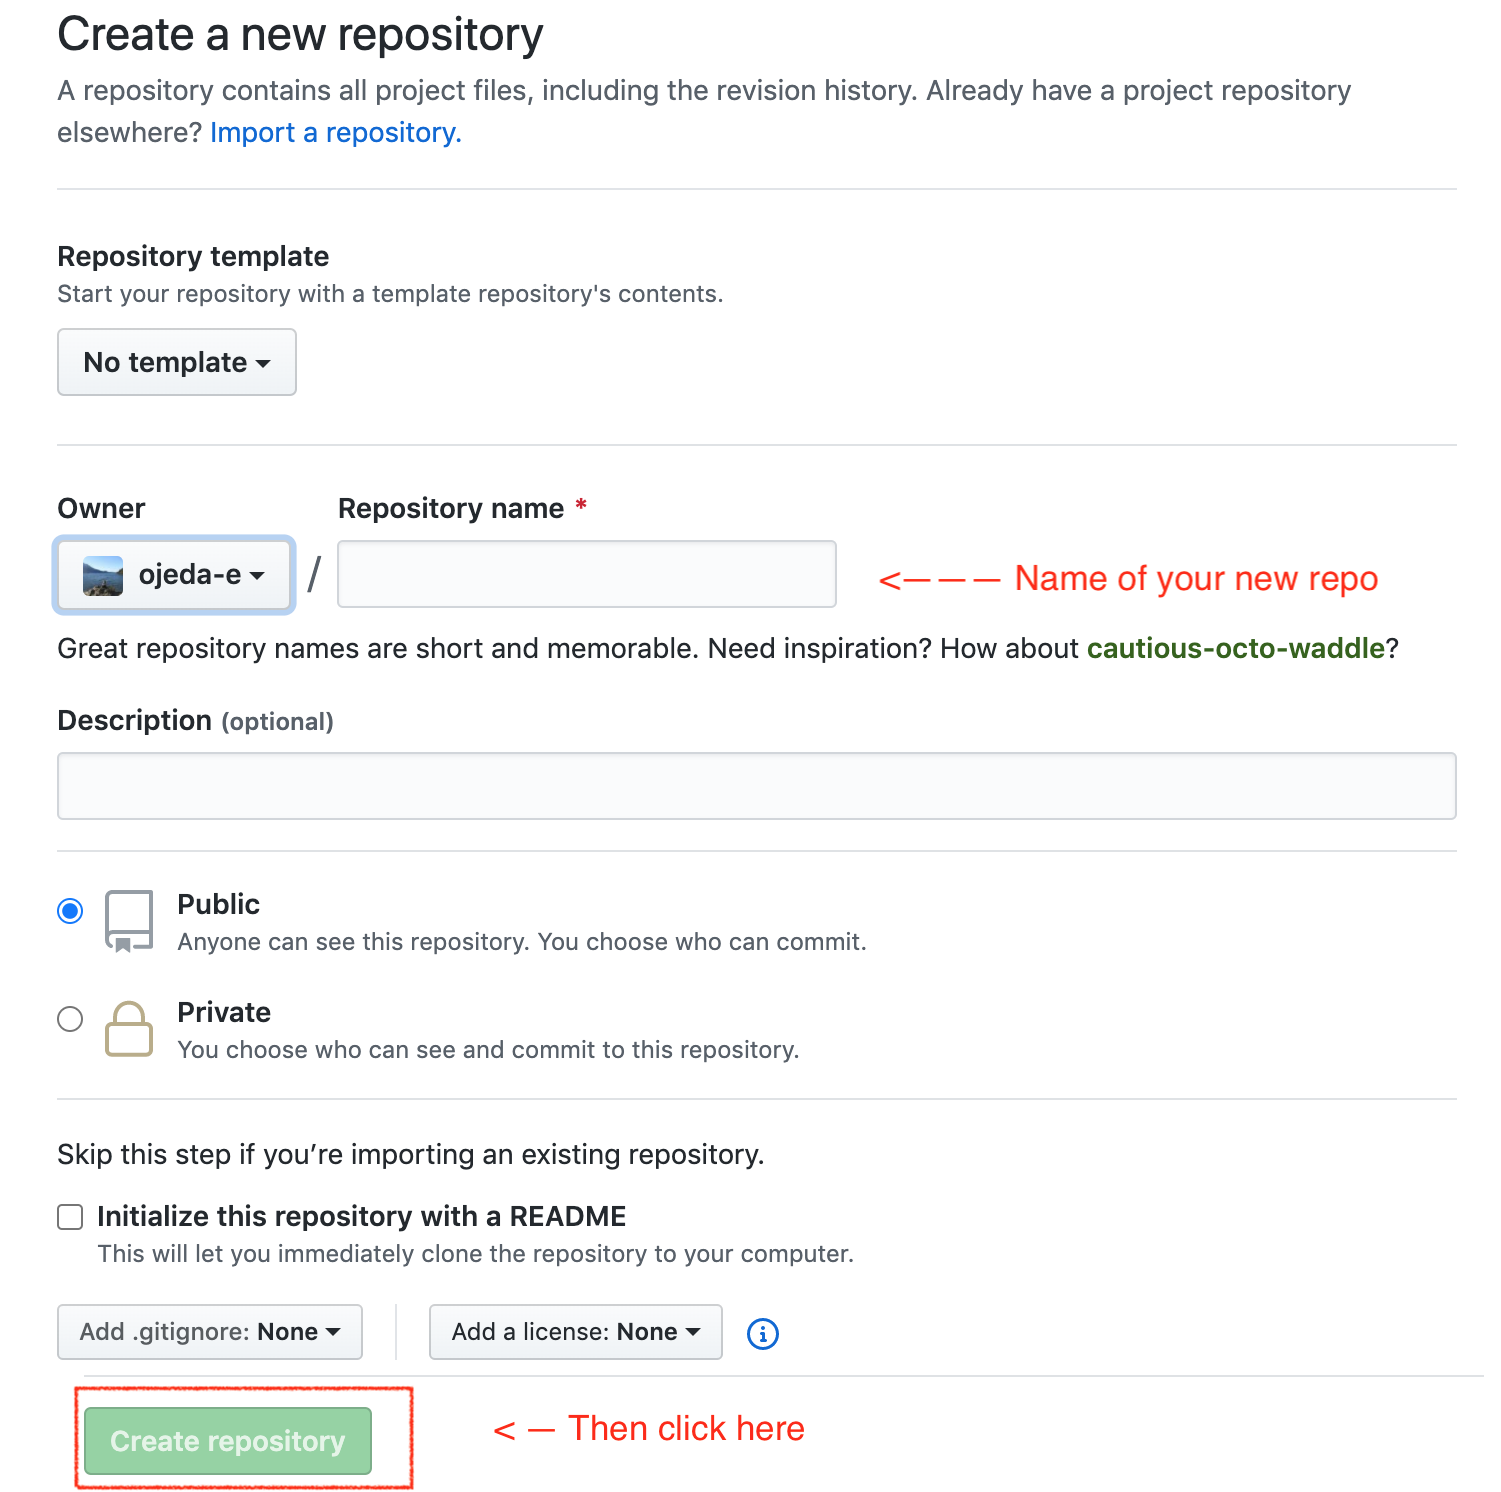 Create a new repository
A repository contains all project files, including the revision history. Already have a project repository
elsewhere? Import a repository.
Repository template
Start your repository with a template repository's contents.
No template
Owner Repository name *
ojeda-e / <——— Name of your new repo
Great repository names are short and memorable. Need inspiration? How about cautious-octo-waddle?
Description (optional)
Public
Anyone can see this repository. You choose who can commit.
Private
You choose who can see and commit to this repository.
Skip this step if you’re importing an existing repository.
Initialize this repository with a README
This will let you immediately clone the repository to your computer.
Add .gitignore: None Add a license: None
Create repository <— Then click here